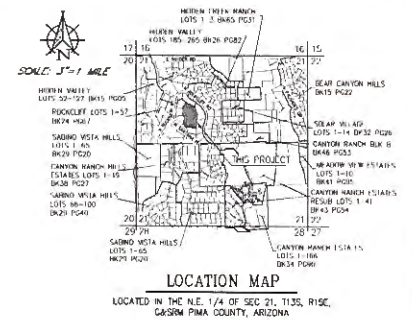 HIDDEN CREEK RANCH
LOTS 1-3 BK65 PG31
HIDDEN VALLEY
LOTS 185-265 BK26 PG82
17 16
16 15
20 21
21 22
SCALE: 3"=1 MILE
HIDDEN VALLEY
LOTS 52-127 BK15 PG05
ROCKCLIFF LOTS 1-57
BK24 PG67
SABINO VISTA HILLS
LOTS 1-65
BK29 PG20
CANYON RANCH HILLS
ESTATES LOTS 1-15
BK38 PG27
SABINO VISTA HILLS
LOTS 66-100
BK29 PG40
BEAR CANYON HILLS
BK15 PG22
SOLAR VILLAGE
LOTS 1-14 BK32 PG26
CANYON RANCH BLK B
BK46 PG53
MEADOW VIEW ESTATES
LOTS 1-10
BK41 PG35
CANYON RANCH ESTATES
RESUB LOTS 1-41
BK43 PG54
THIS PROJECT
20 21
29 28
21 22
28 27
SABINO VISTA HILLS
LOTS 1-65
BK29 PG20
CANYON RANCH ESTATES
LOTS 1-166
BK34 PG90
LOCATION MAP
LOCATED IN THE N.E. 1/4 OF SEC 21, T13S, R15E,
G&SRM PIMA COUNTY, ARIZONA